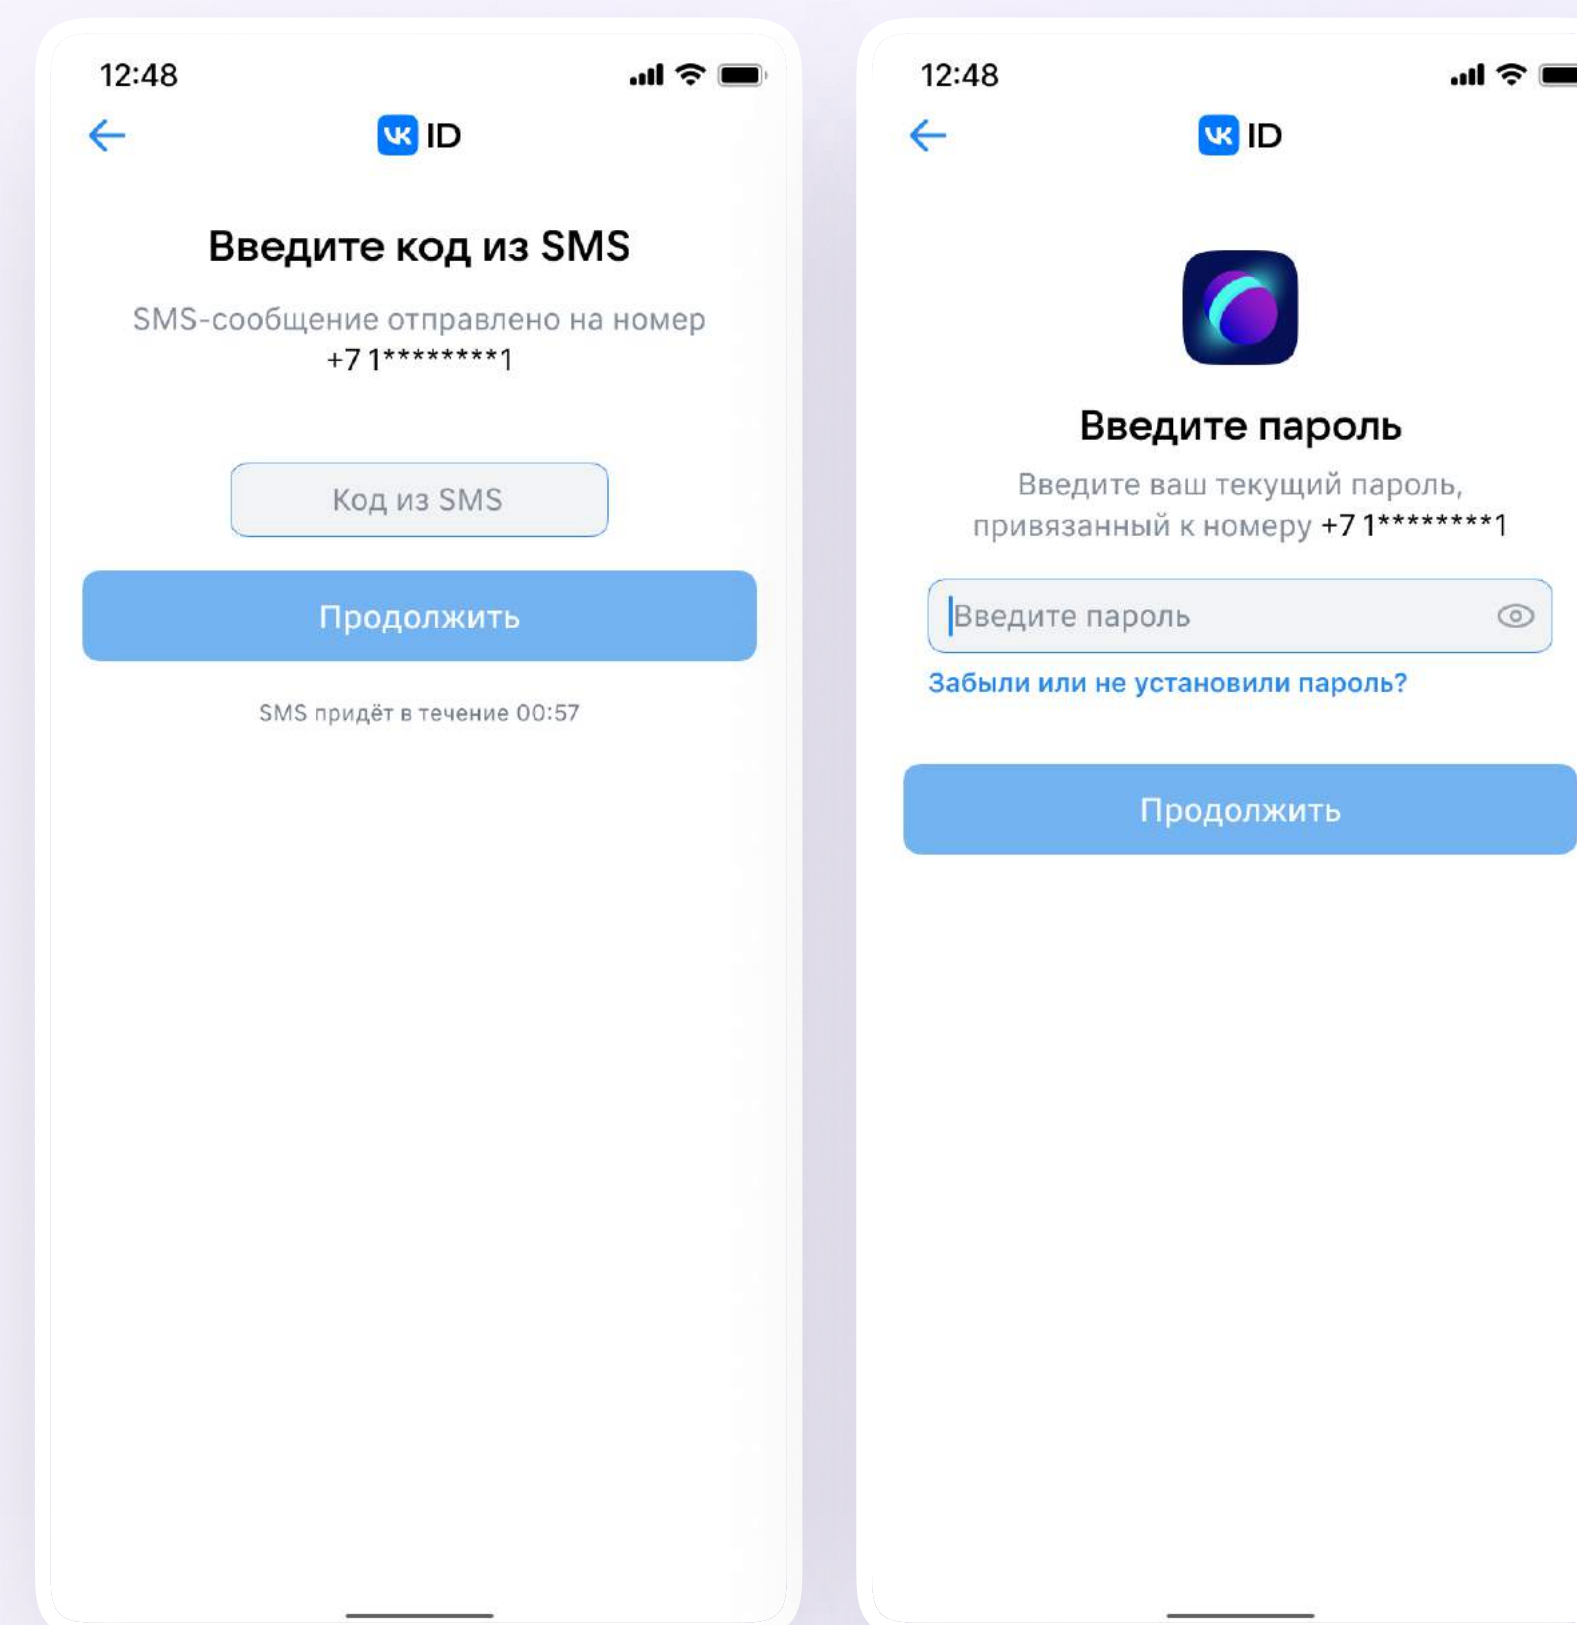 12:48
VK ID
Введите код из SMS
SMS-сообщение отправлено на номер
+7 1********1
Код из SMS
Продолжить
SMS придёт в течение 00:57
12:48
VK ID
Введите пароль
Введите ваш текущий пароль,
привязанный к номеру +7 1********1
Введите пароль
Забыли или не установили пароль?
Продолжить